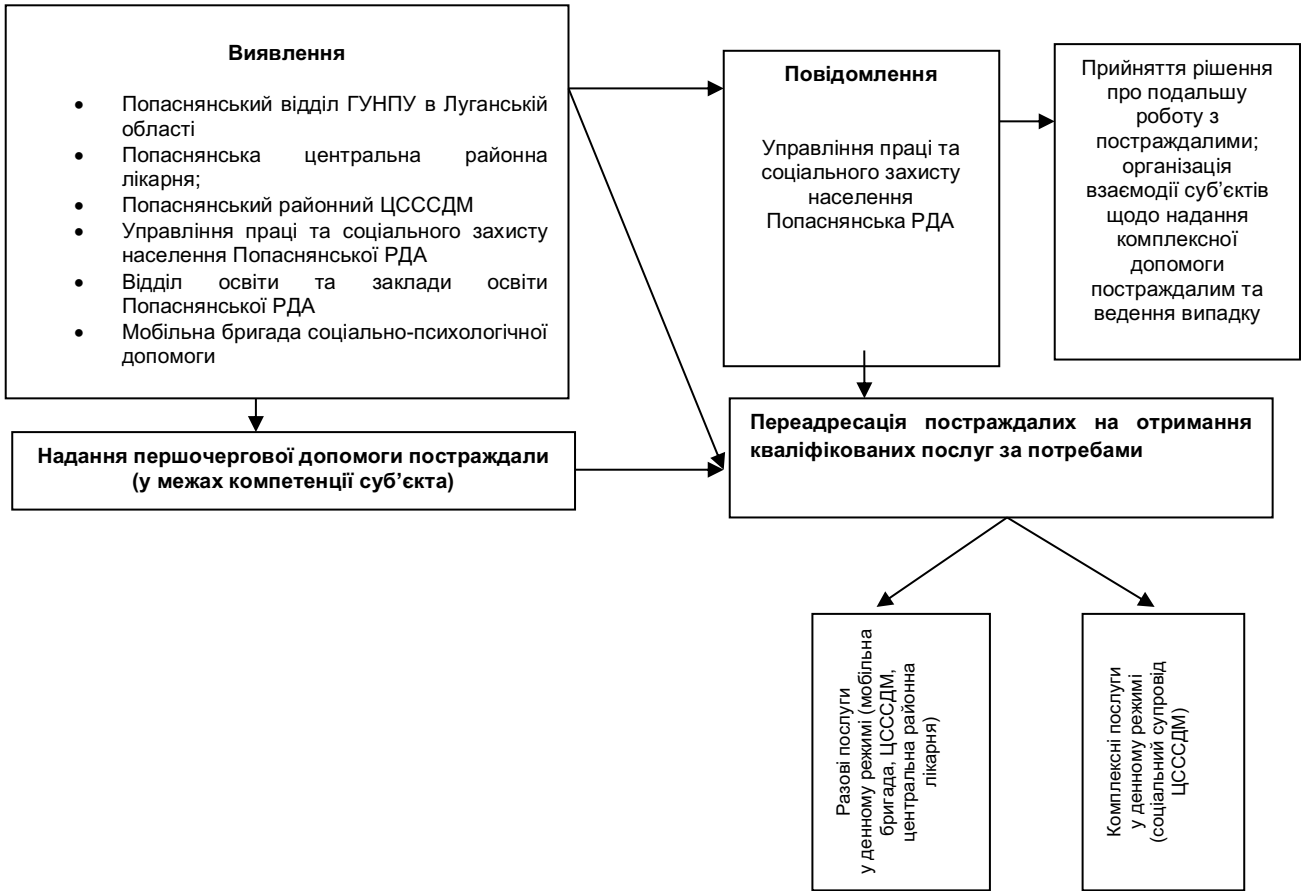 Виявлення
• Попаснянський відділ ГУНПУ в Луганській
області
• Попаснянська центральна районна
лікарня;
• Попаснянський районний ЦСССДМ
• Управління праці та соціального захисту
населення Попаснянської РДА
• Відділ освіти та заклади освіти
Попаснянської РДА
• Мобільна бригада соціально-психологічної
допомоги
Повідомлення
Управління праці та
соціального захисту
населення
Попаснянська РДА
Прийняття рішення
про подальшу
роботу з
постраждалими;
організація
взаємодії суб’єктів
щодо надання
комплексної
допомоги
постраждалим та
ведення випадку
Надання першочергової допомоги постраждали
(у межах компетенції суб’єкта)
Переадресація постраждалих на отримання
кваліфікованих послуг за потребами
Разові послуги
у денному режимі (мобільна
бригада, ЦСССДМ,
центральна районна
лікарня)
Комплексні послуги
у денному режимі
(соціальний супровід
ЦСССДМ)